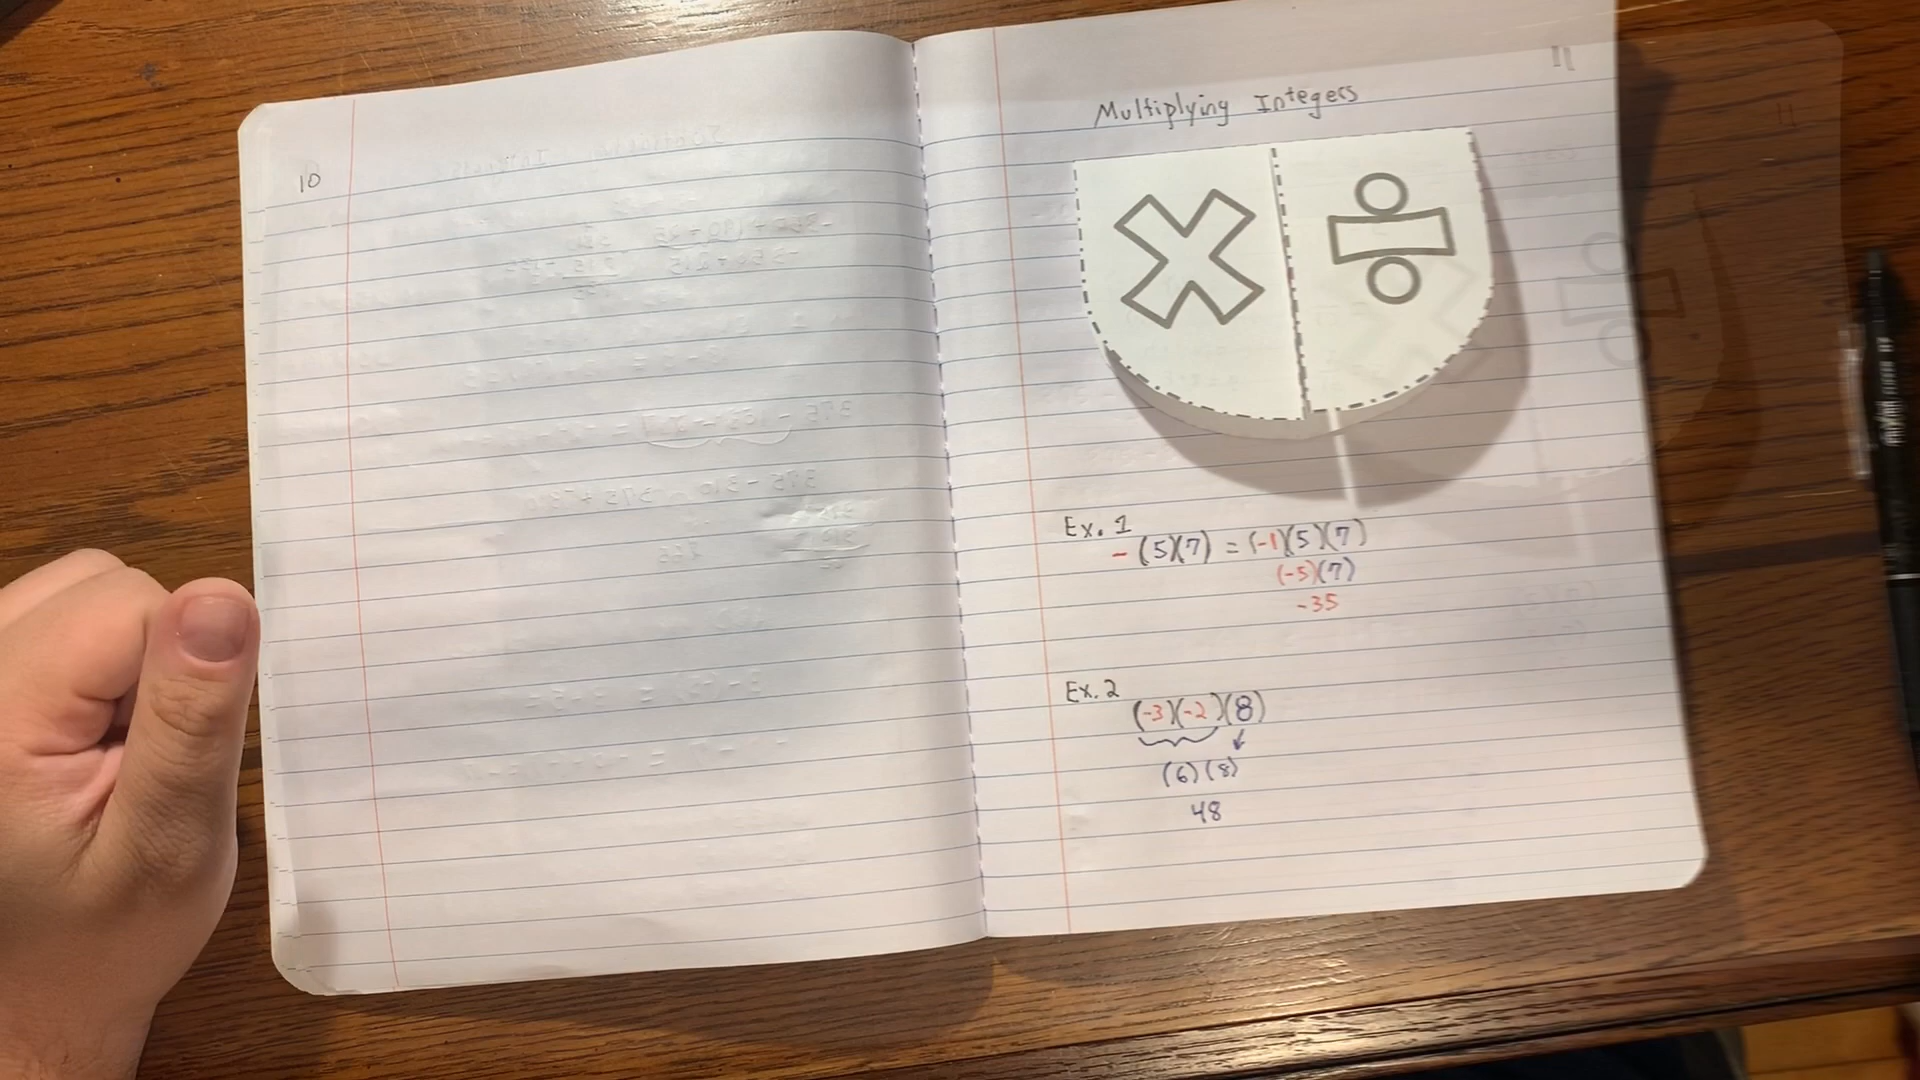 10
11
Multiplying Integers
Ex. 1
- (5)(7) = (-1)(5)(7)
(-5)(7)
-35
Ex. 2
(-3)(-2)(8)
(6)(8)
48